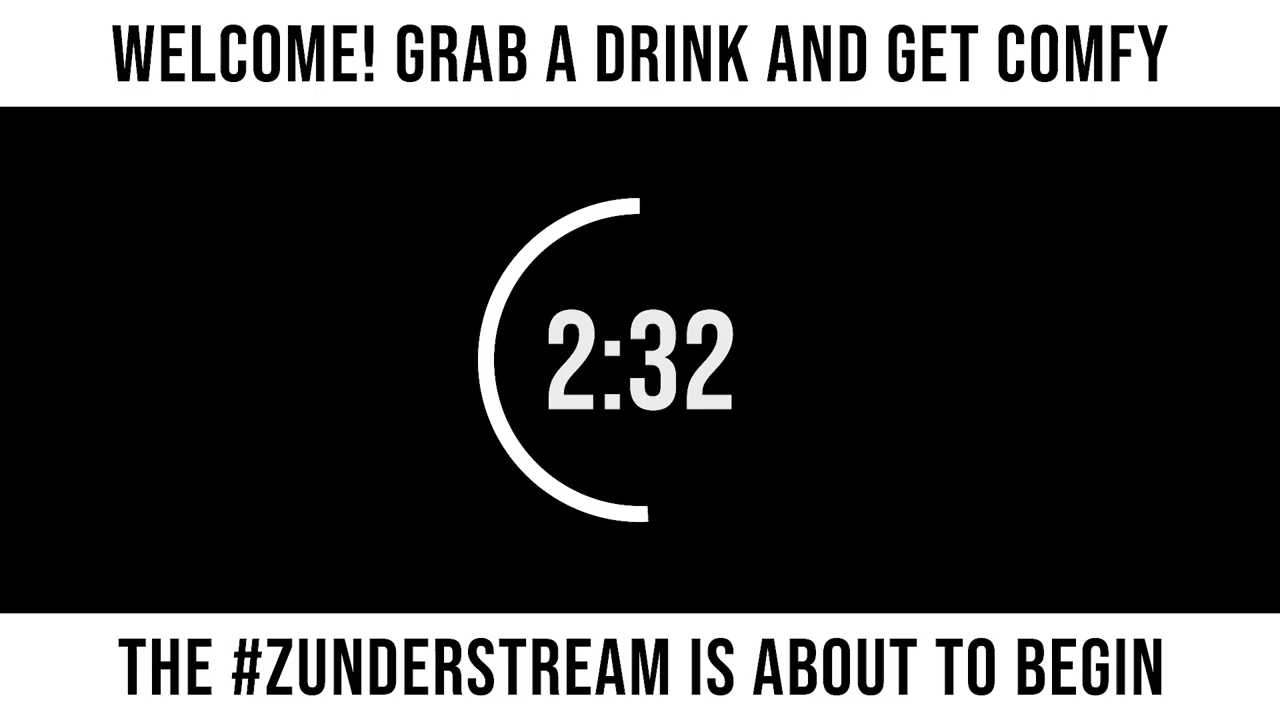 WELCOME! GRAB A DRINK AND GET COMFY
2:32
THE #ZUNDERSTREAM IS ABOUT TO BEGIN